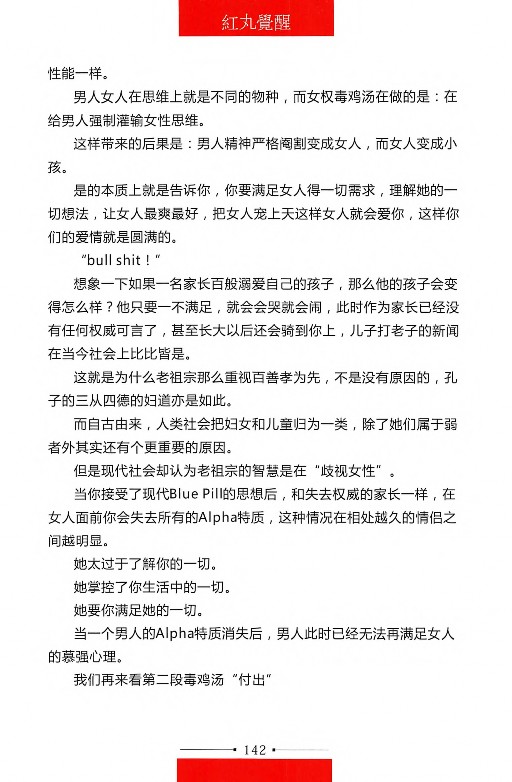 紅丸覺醒
性能一样。
男人女人在思维上就是不同的物种，而女权毒鸡汤在做的是：在
给男人强制灌输女性思维。
这样带来的后果是：男人精神严格阉割变成女人，而女人变成小
孩。
是的本质上就是告诉你，你要满足女人得一切需求，理解她的一
切想法，让女人最爽最好，把女人宠上天这样女人就会爱你，这样你
们的爱情就是圆满的。
“bull shit！”
想象一下如果一名家长百般溺爱自己的孩子，那么他的孩子会变
得怎么样？他只要一不满足，就会会哭就会闹，此时作为家长已经没
有任何权威可言了，甚至长大以后还会骑到你上，儿子打老子的新闻
在当今社会上比比皆是。
这就是为什么老祖宗那么重视百善孝为先，不是没有原因的，孔
子的三从四德的妇道亦是如此。
而自古由来，人类社会把妇女和儿童归为一类，除了她们属于弱
者外其实还有个更重要的原因。
但是现代社会却认为老祖宗的智慧是在“歧视女性”。
当你接受了现代Blue Pill的思想后，和失去权威的家长一样，在
女人面前你会失去所有的Alpha特质，这种情况在相处越久的情侣之
间越明显。
她太过于了解你的一切。
她掌控了你生活中的一切。
她要你满足她的一切。
当一个男人的Alpha特质消失后，男人此时已经无法再满足女人
的慕强心理。
我们再来看第二段毒鸡汤“付出”
142